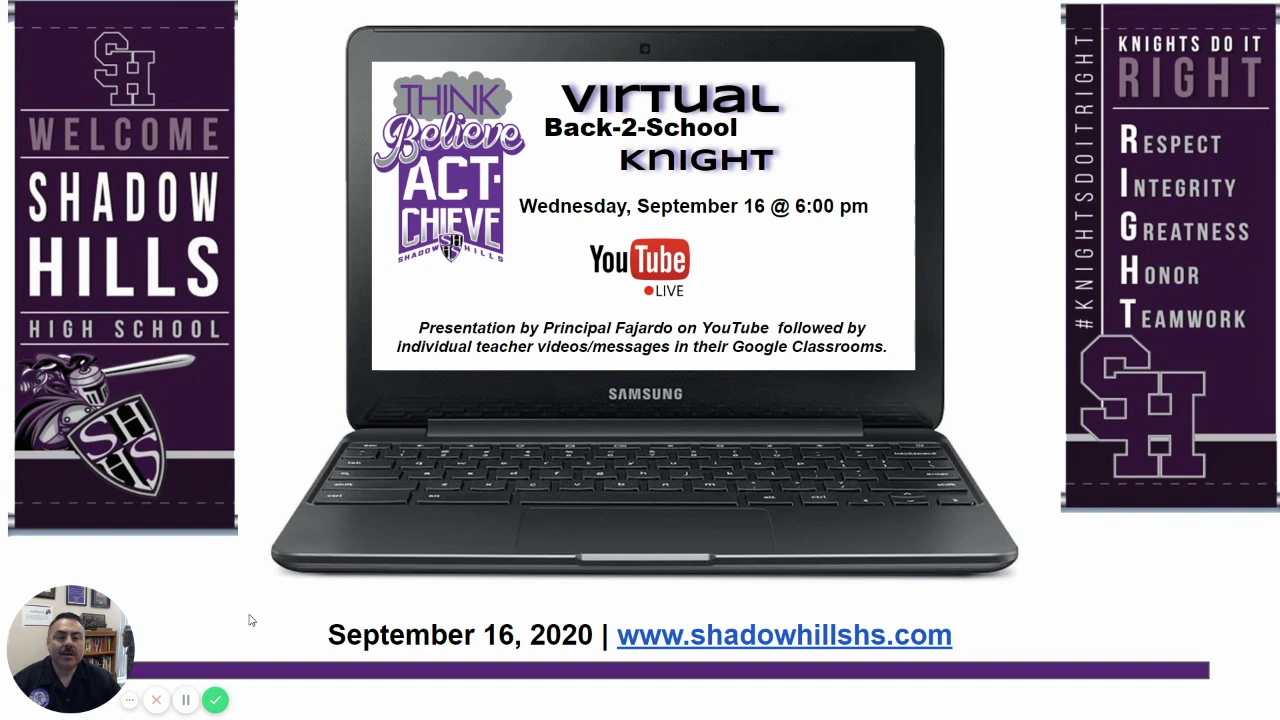 SH
WELCOME
SHADOW
HILLS
HIGH SCHOOL
SHHS
THINK
Believe
ACT·
CHIEVE
SHHS
SHADOW HILLS
VIRTUAL
Back-2-School
KNIGHT
Wednesday, September 16 @ 6:00 pm
YouTube
LIVE
Presentation by Principal Fajardo on YouTube followed by
individual teacher videos/messages in their Google Classrooms.
SAMSUNG
#KNIGHTSDOITRIGHT
KNIGHTS DO IT
RIGHT
RESPECT
INTEGRITY
GREATNESS
HONOR
TEAMWORK
SH
September 16, 2020 | www.shadowhillshs.com